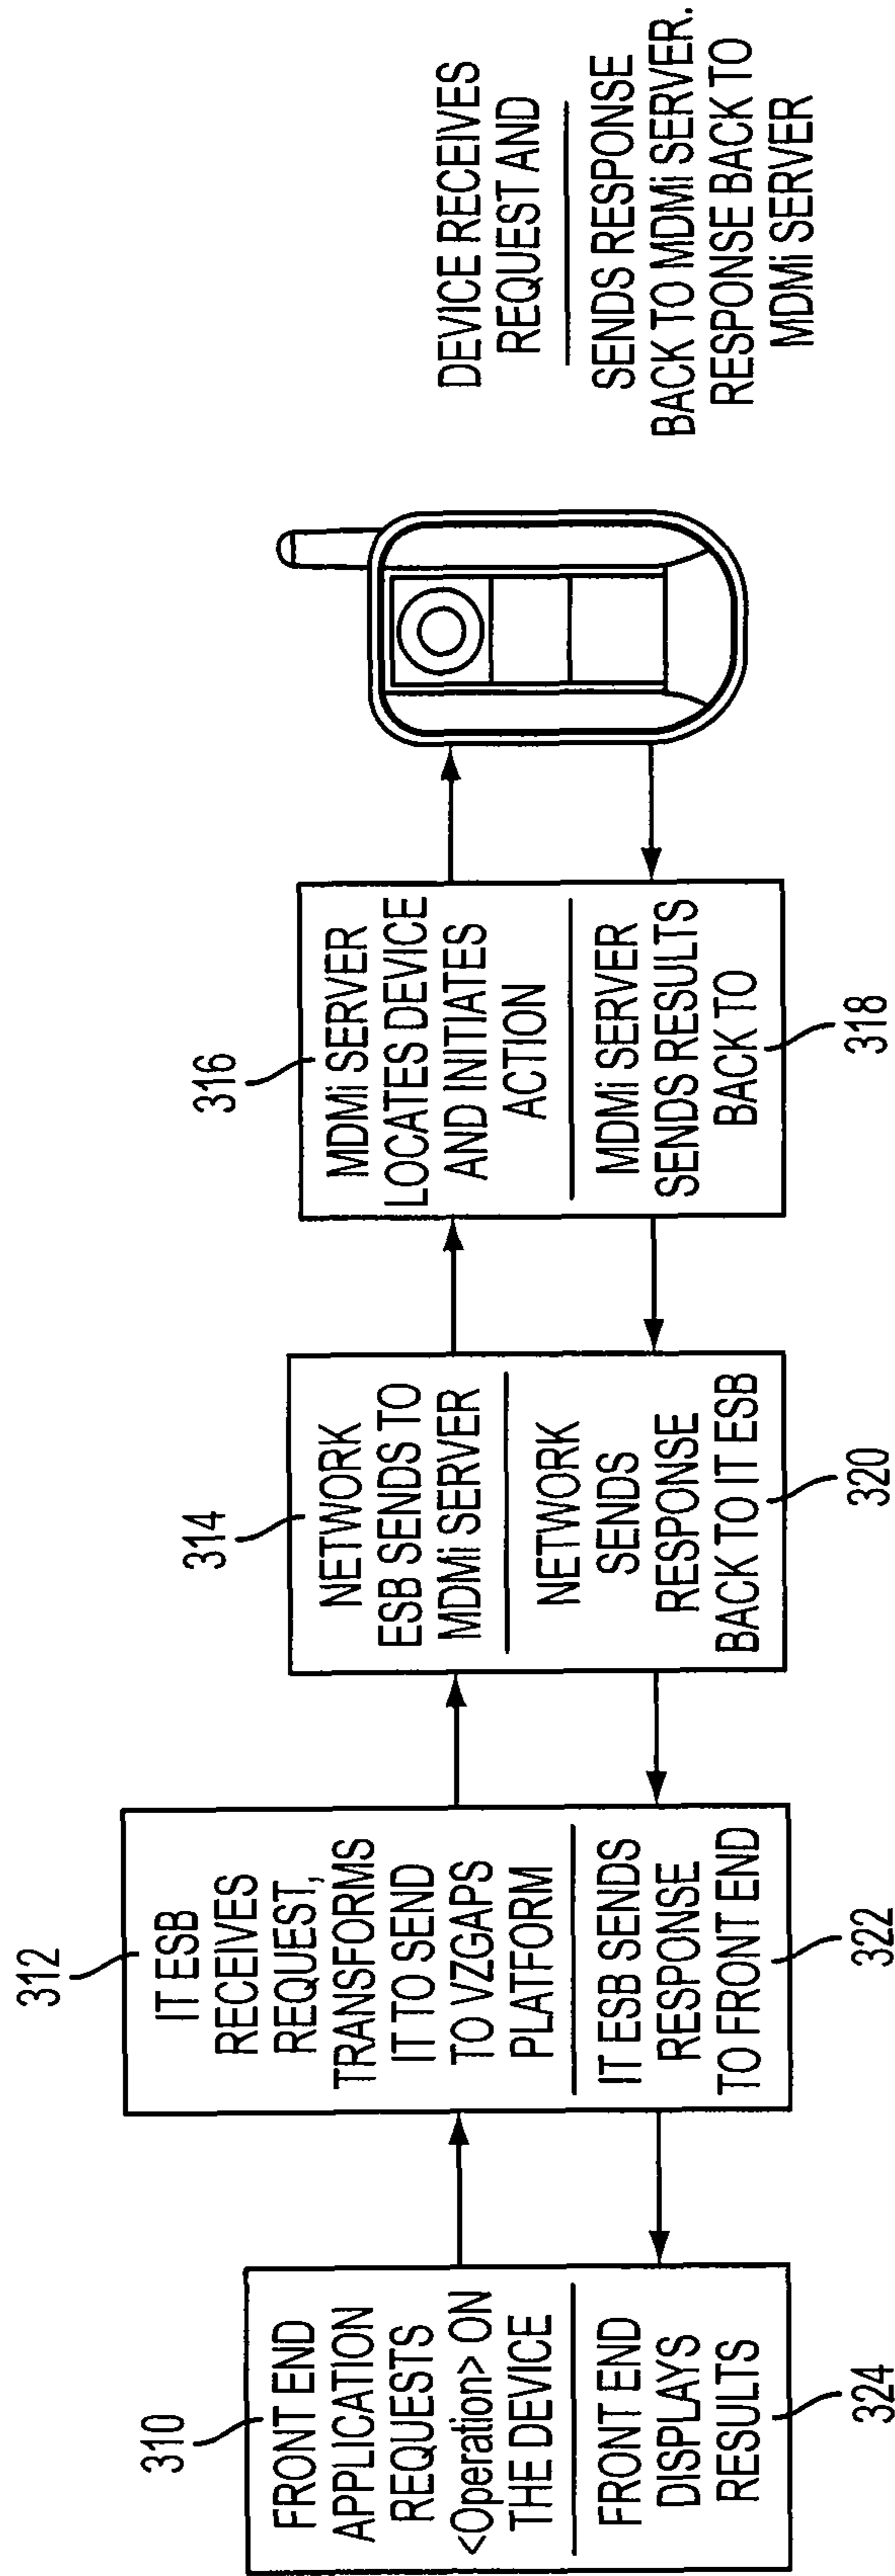 310
FRONT END
APPLICATION
REQUESTS
<Operation> ON
THE DEVICE
FRONT END
DISPLAYS
RESULTS
324
312
IT ESB
RECEIVES
REQUEST,
TRANSFORMS
IT TO SEND
TO VZGAPS
PLATFORM
IT ESB SENDS
RESPONSE
TO FRONT END
322
314
NETWORK
ESB SENDS TO
MDMi SERVER
NETWORK
SENDS
RESPONSE
BACK TO IT ESB
320
316
MDMi SERVER
LOCATES DEVICE
AND INITIATES
ACTION
MDMi SERVER
SENDS RESULTS
BACK TO
318
DEVICE RECEIVES
REQUEST AND
SENDS RESPONSE
BACK TO MDMi SERVER.
RESPONSE BACK TO
MDMi SERVER